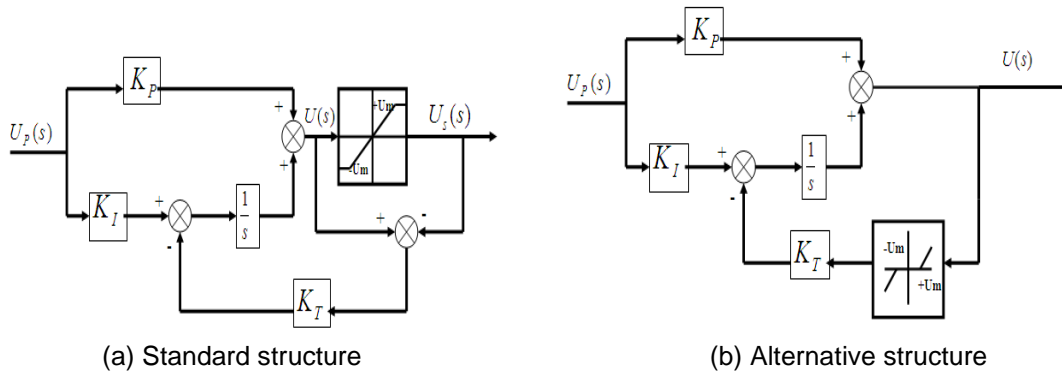 K_P
U_P(s)
+
U(s)
+Um
-Um
U_s(s)
+
K_I
+
-
1/s
+
-
K_T
(a) Standard structure
K_P
U_P(s)
+
U(s)
+
K_I
+
-
1/s
K_T
-Um
+Um
(b) Alternative structure